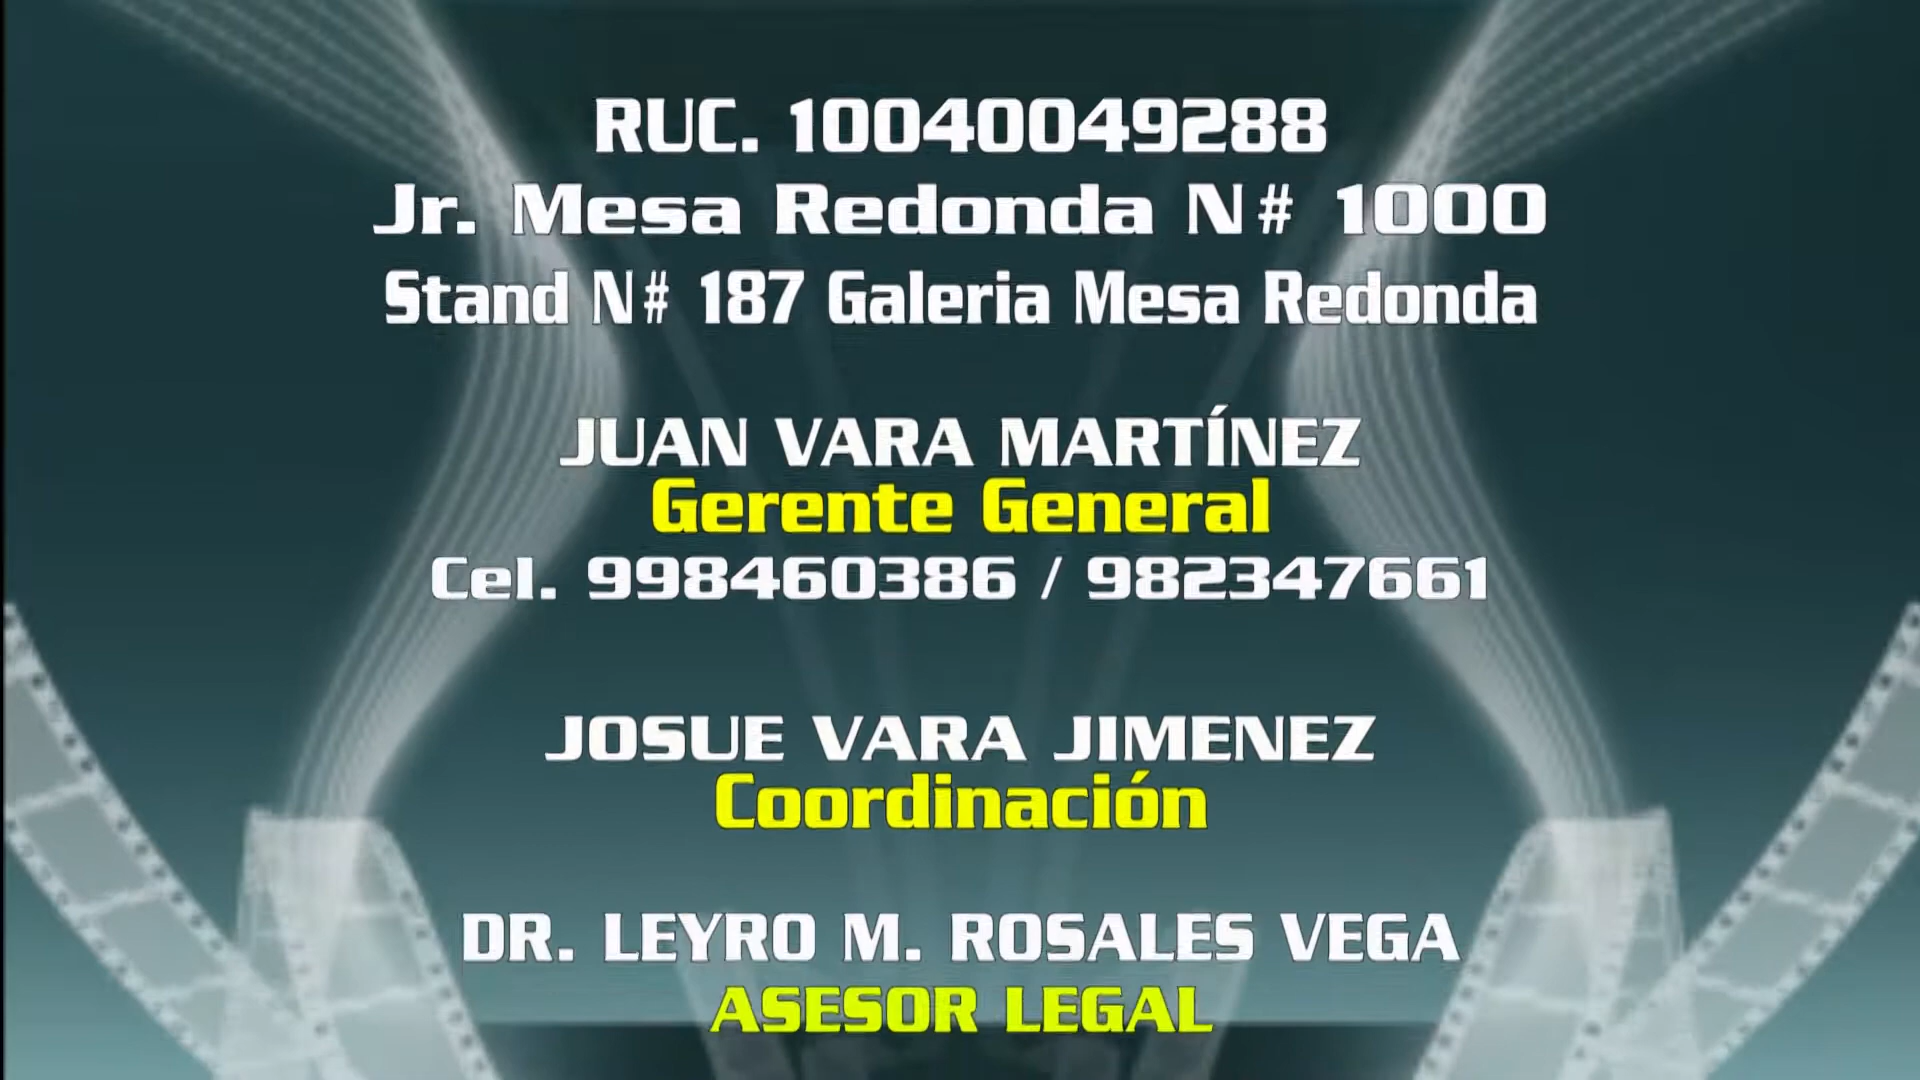 RUC. 10040049288
Jr. Mesa Redonda N# 1000
Stand N# 187 Galeria Mesa Redonda
JUAN VARA MARTÍNEZ
Gerente General
Cel. 998460386 / 982347661
JOSUE VARA JIMENEZ
Coordinación
DR. LEYRO M. ROSALES VEGA
ASESOR LEGAL